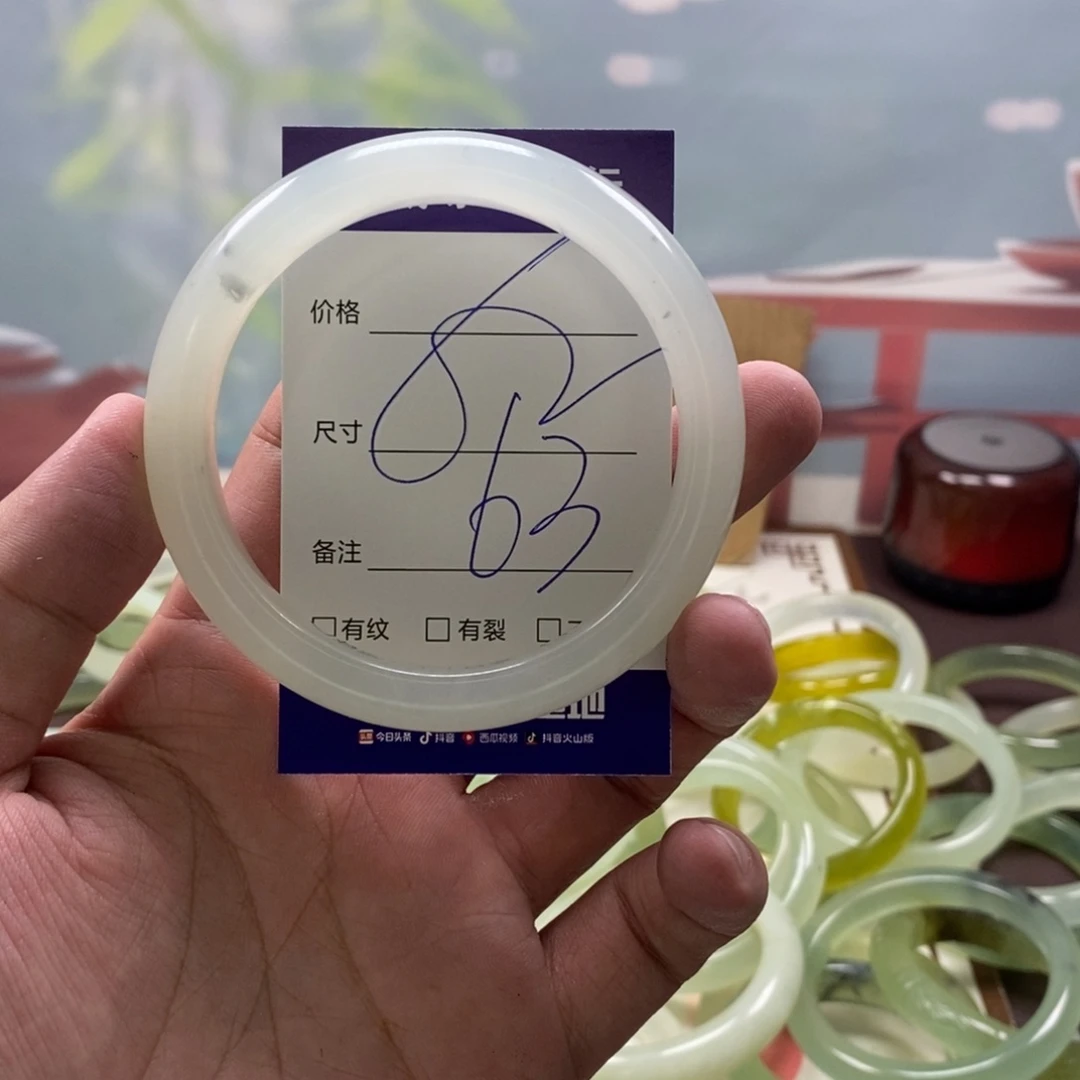 价格
82
尺寸
63
备注
□有纹 □有裂 □
今日头条 抖音 西瓜视频 抖音火山版